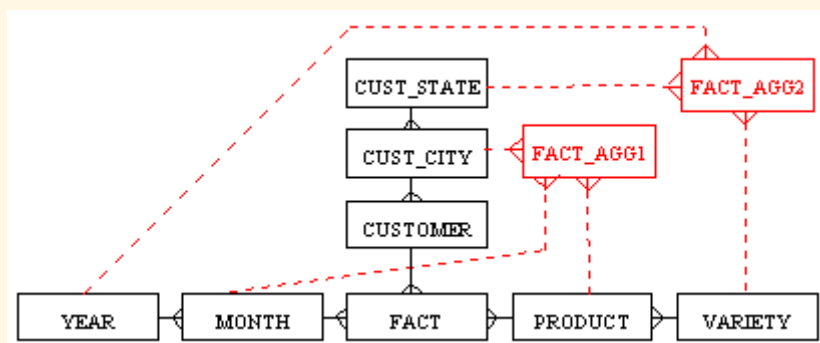 CUST_STATE
FACT_AGG2
CUST_CITY
FACT_AGG1
CUSTOMER
YEAR
MONTH
FACT
PRODUCT
VARIETY